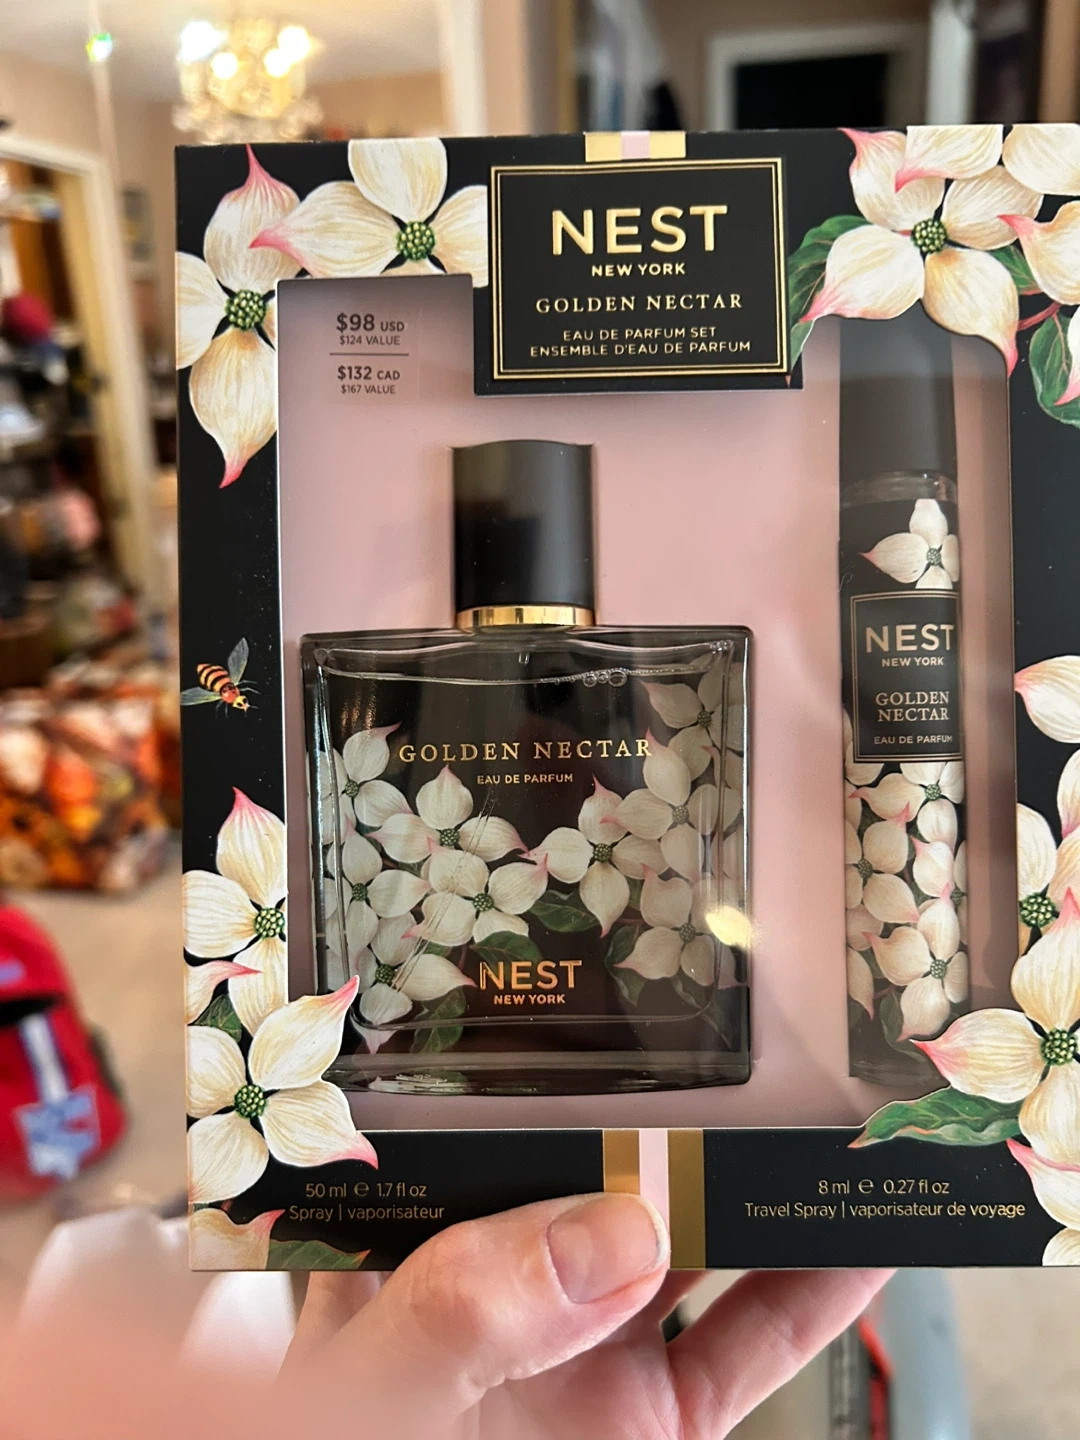 NEST
NEW YORK
GOLDEN NECTAR
EAU DE PARFUM SET
ENSEMBLE D'EAU DE PARFUM
$98 USD
$124 VALUE
$132 CAD
$167 VALUE
GOLDEN NECTAR
EAU DE PARFUM
NEST
NEW YORK
NEST
NEW YORK
GOLDEN
NECTAR
EAU DE PARFUM
50 ml ℮ 1.7 fl oz
Spray | vaporisateur
8 ml ℮ 0.27 fl oz
Travel Spray | vaporisateur de voyage